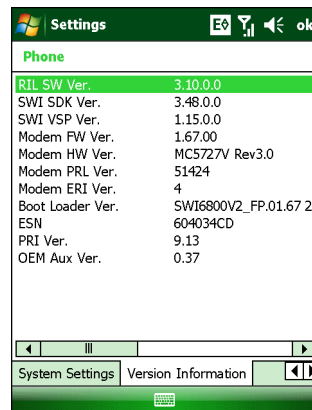 Settings
E
ok
Phone
RIL SW Ver. 3.10.0.0
SWI SDK Ver. 3.48.0.0
SWI VSP Ver. 1.15.0.0
Modem FW Ver. 1.67.00
Modem HW Ver. MC5727V Rev3.0
Modem PRL Ver. 51424
Modem ERI Ver. 4
Boot Loader Ver. SWI6800V2_FP.01.67 2
ESN 604034CD
PRI Ver. 9.13
OEM Aux Ver. 0.37
System Settings Version Information